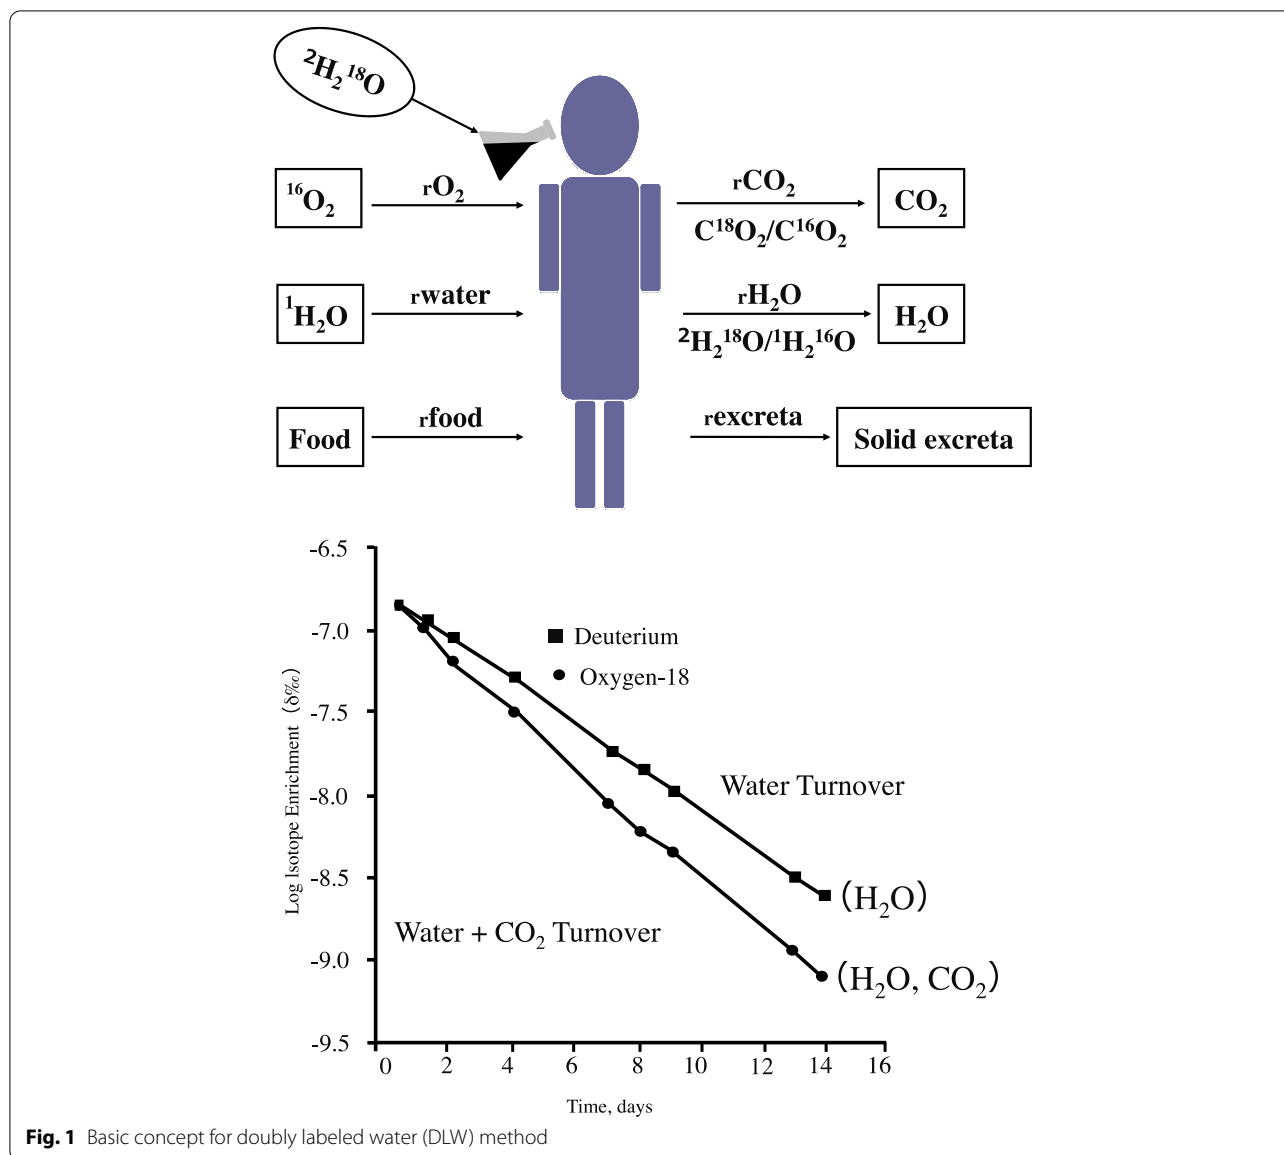 ²H₂¹⁸O
¹⁶O₂ rO₂ rCO₂ CO₂
C¹⁸O₂/C¹⁶O₂
¹H₂O rwater rH₂O H₂O
²H₂¹⁸O/¹H₂¹⁶O
Food rfood rexcreta Solid excreta
-6.5
-7.0
-7.5
-8.0
-8.5
-9.0
-9.5
Log Isotope Enrichment (δ‰)
Deuterium
Oxygen-18
Water Turnover
(H₂O)
Water + CO₂ Turnover
(H₂O, CO₂)
0 2 4 6 8 10 12 14 16
Time, days
Fig. 1 Basic concept for doubly labeled water (DLW) method